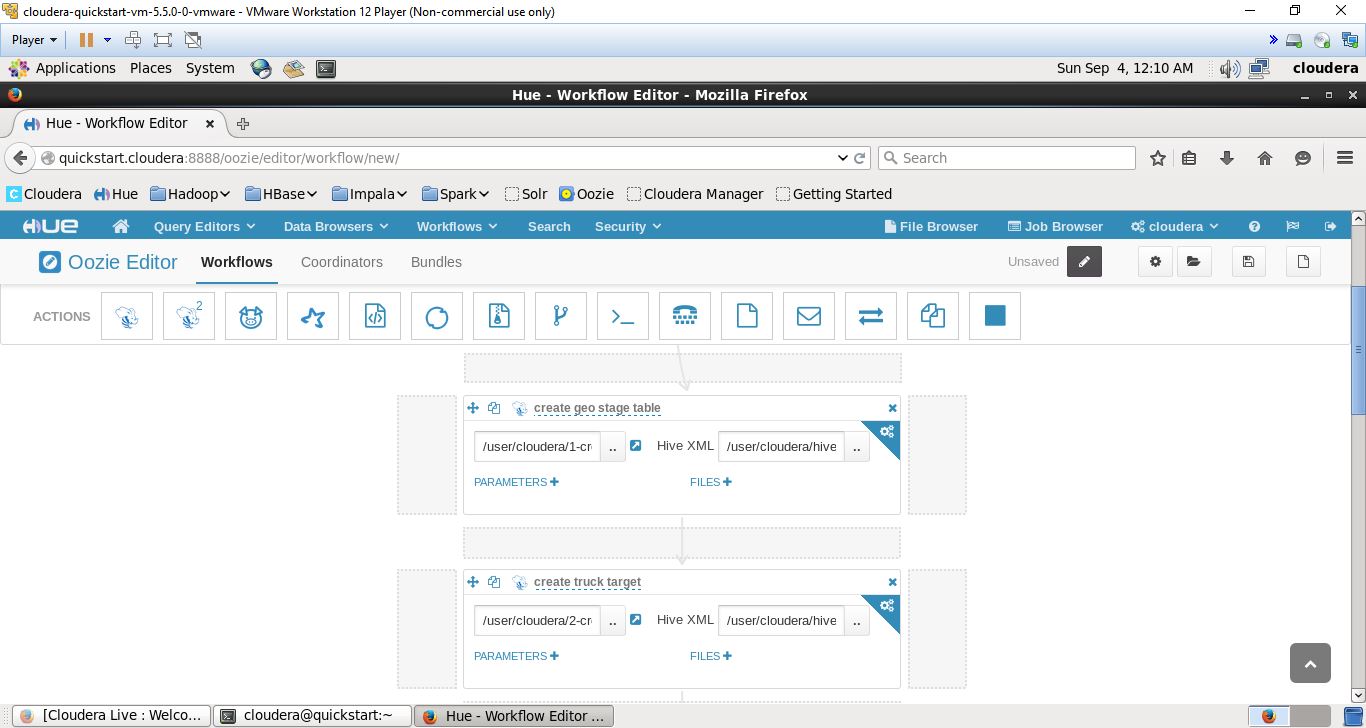 cloudera-quickstart-vm-5.5.0-0-vmware - VMware Workstation 12 Player (Non-commercial use only)
Player
Applications Places System Sun Sep 4, 12:10 AM cloudera
Hue - Workflow Editor - Mozilla Firefox
Hue - Workflow Editor
quickstart.cloudera:8888/oozie/editor/workflow/new/ Search
Cloudera Hue Hadoop HBase Impala Spark Solr Oozie Cloudera Manager Getting Started
HUE Query Editors Data Browsers Workflows Search Security File Browser Job Browser cloudera
Oozie Editor Workflows Coordinators Bundles Unsaved
ACTIONS 2
create geo stage table
/user/cloudera/1-cr .. Hive XML /user/cloudera/hive ..
PARAMETERS FILES
create truck target
/user/cloudera/2-cr .. Hive XML /user/cloudera/hive ..
PARAMETERS FILES
[Cloudera Live : Welco... cloudera@quickstart:~ Hue - Workflow Editor ...